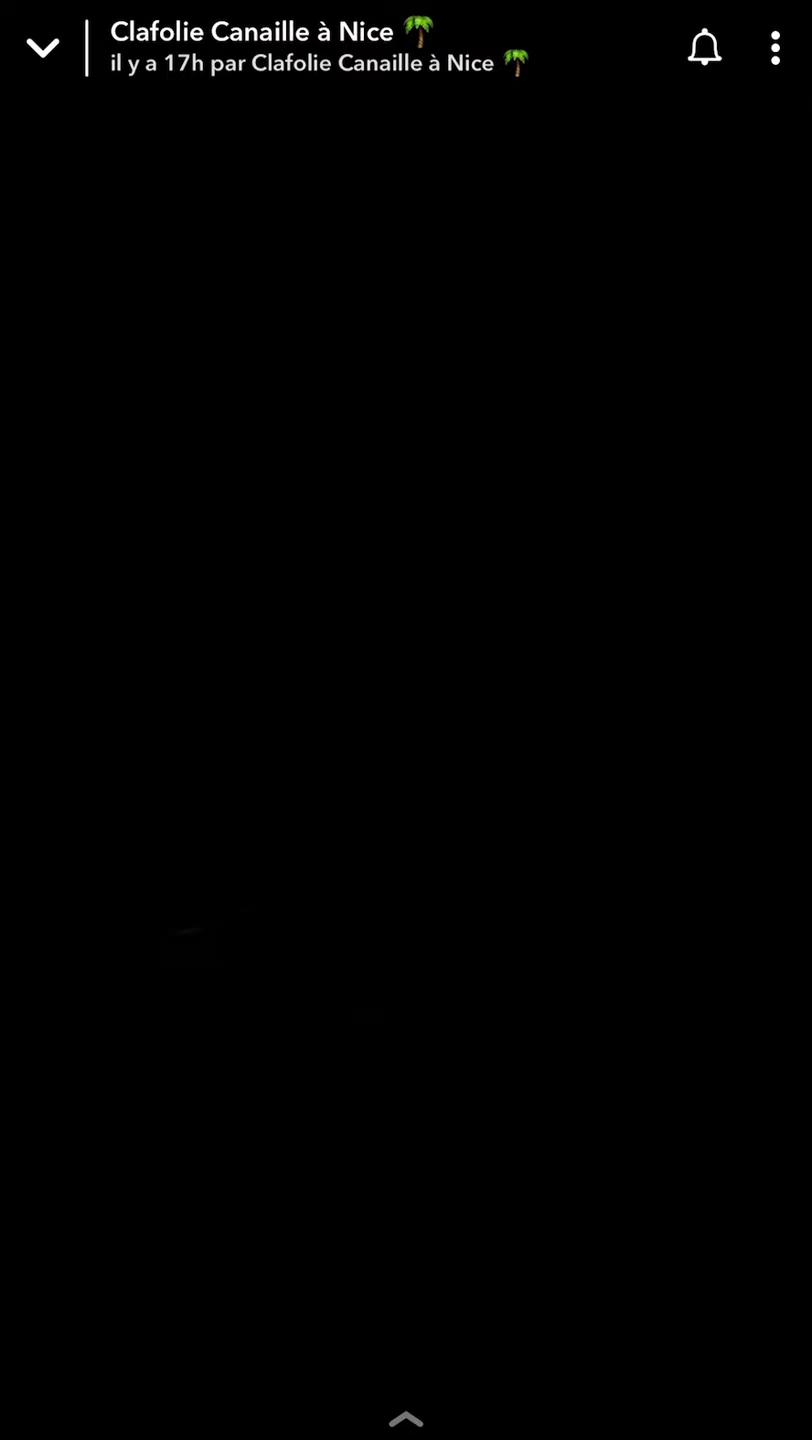 Clafolie Canaille à Nice 🌴
il y a 17h par Clafolie Canaille à Nice 🌴